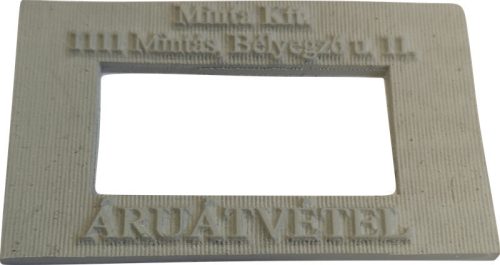 Minta Kft.
1111 Mintás, Bélyegző u. 11.
ÁRUÁTVÉTEL